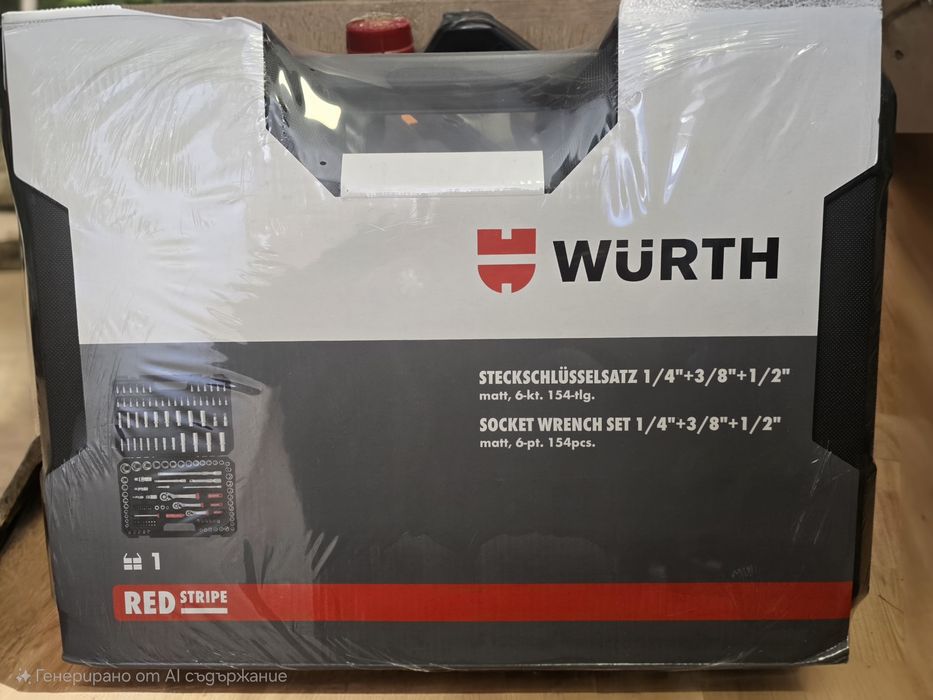 WÜRTH
STECKSCHLÜSSELSATZ 1/4"+3/8"+1/2"
matt, 6-kt. 154-tlg.
SOCKET WRENCH SET 1/4"+3/8"+1/2"
matt, 6-pt. 154pcs.
1
RED STRIPE
Генерирано от AI съдържание